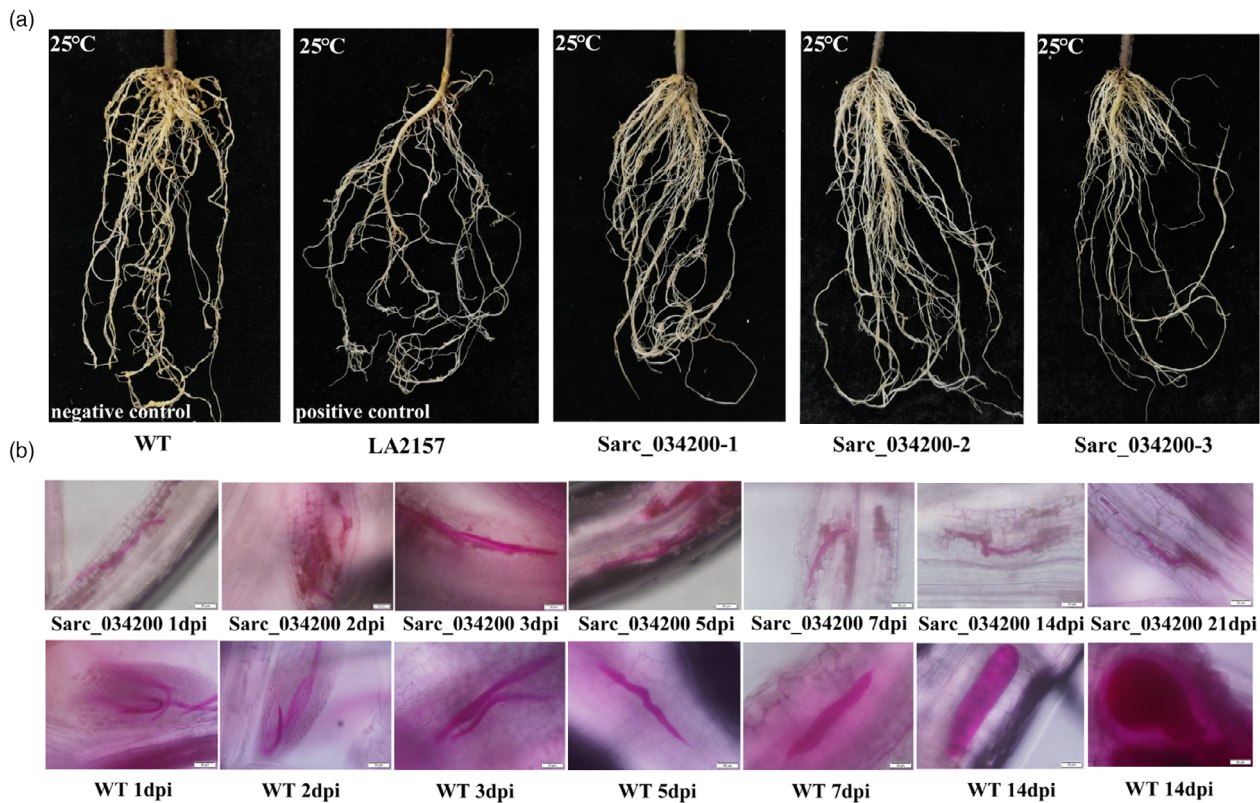 (a)
25°C 25°C 25°C 25°C 25°C
negative control positive control
WT LA2157 Sarc_034200-1 Sarc_034200-2 Sarc_034200-3
(b)
Sarc_034200 1dpi Sarc_034200 2dpi Sarc_034200 3dpi Sarc_034200 5dpi Sarc_034200 7dpi Sarc_034200 14dpi Sarc_034200 21dpi
WT 1dpi WT 2dpi WT 3dpi WT 5dpi WT 7dpi WT 14dpi WT 14dpi